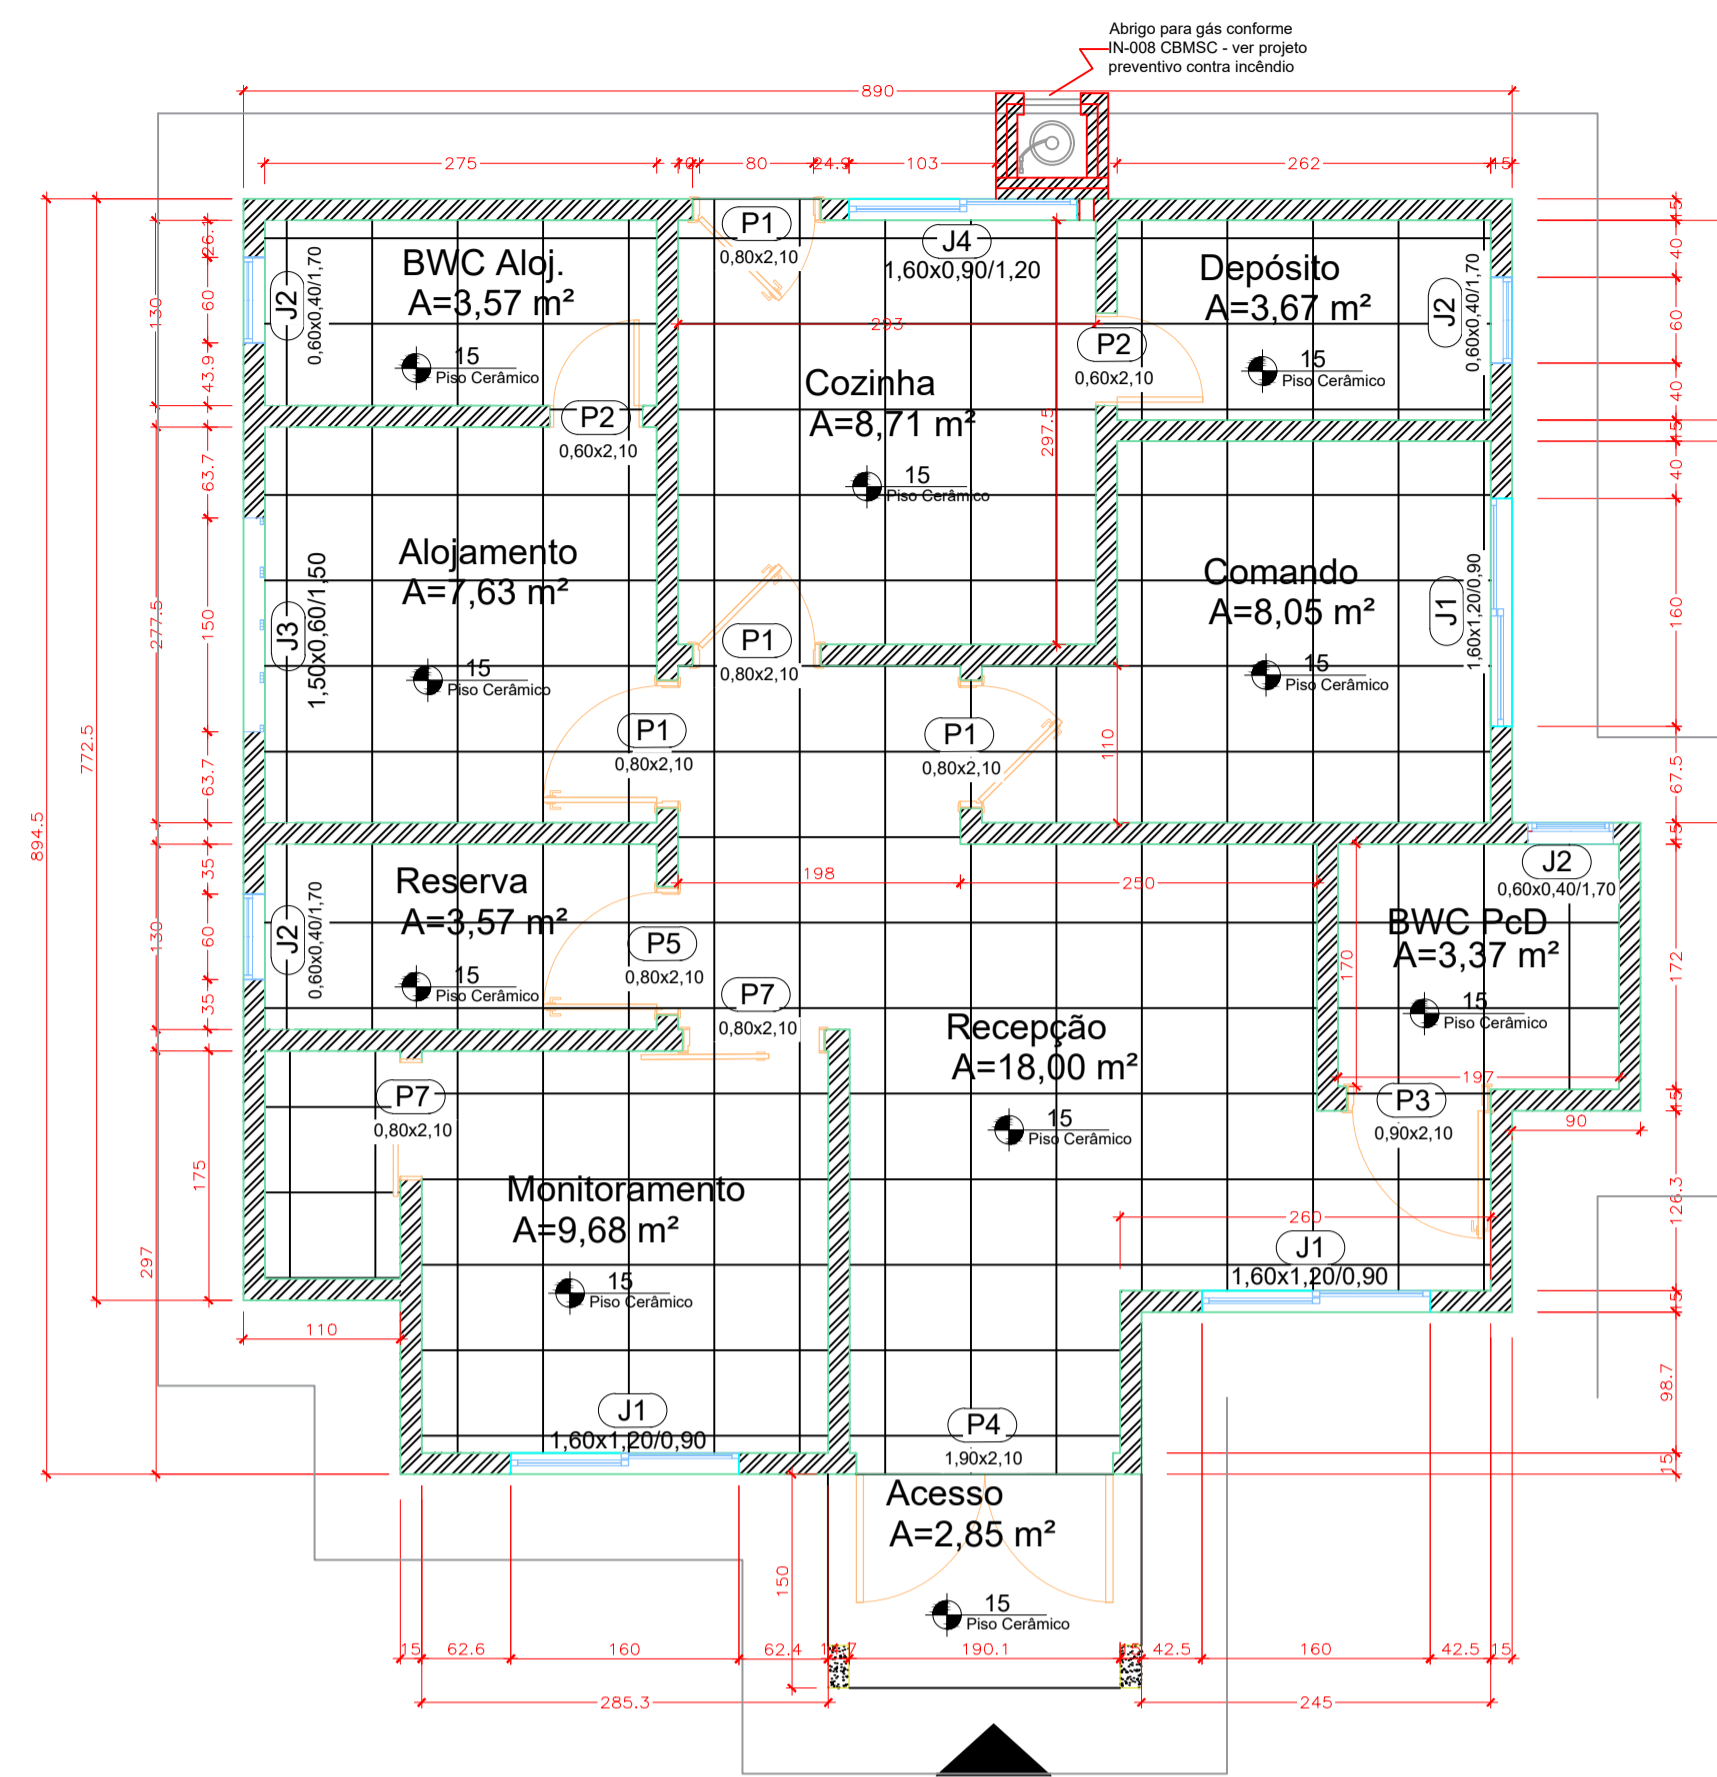 Abrigo para gás conforme
IN-008 CBMSC - ver projeto
preventivo contra incêndio
890
275
80
24.9
103
262
15
P1
0,80x2,10
J4
1,60x0,90/1,20
BWC Aloj.
A=3,57 m²
15
Piso Cerâmico
J2
0,60x0,40/1,70
Depósito
A=3,67 m²
15
Piso Cerâmico
J2
0,60x0,40/1,70
26.1
60
43.9
130
15
40
60
40
15
293
P2
0,60x2,10
P2
0,60x2,10
Cozinha
A=8,71 m²
15
Piso Cerâmico
297.5
63.7
150
63.7
277.5
772.5
894.5
Alojamento
A=7,63 m²
15
Piso Cerâmico
J3
1,50x0,60/1,50
Comando
A=8,05 m²
15
Piso Cerâmico
J1
1,60x1,20/0,90
40
160
67.5
15
P1
0,80x2,10
P1
0,80x2,10
P1
0,80x2,10
110
Reserva
A=3,57 m²
15
Piso Cerâmico
J2
0,60x0,40/1,70
35
60
35
130
198
250
P5
0,80x2,10
P7
0,80x2,10
J2
0,60x0,40/1,70
BWC PcD
A=3,37 m²
15
Piso Cerâmico
170
172
197
15
90
P3
0,90x2,10
Recepção
A=18,00 m²
15
Piso Cerâmico
P7
0,80x2,10
175
297
Monitoramento
A=9,68 m²
15
Piso Cerâmico
126.3
260
J1
1,60x1,20/0,90
15
110
98.7
J1
1,60x1,20/0,90
P4
1,90x2,10
15
Acesso
A=2,85 m²
15
Piso Cerâmico
150
15
62.6
160
62.4
190.1
42.5
160
42.5
15
285.3
245